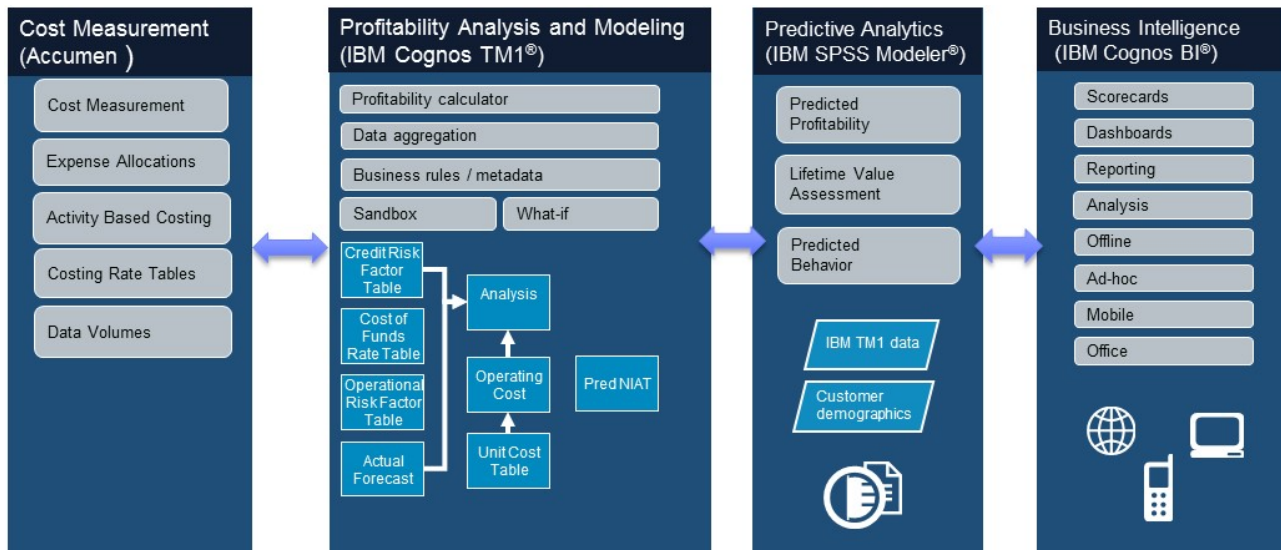 Cost Measurement
(Accumen )
Cost Measurement
Expense Allocations
Activity Based Costing
Costing Rate Tables
Data Volumes
Profitability Analysis and Modeling
(IBM Cognos TM1®)
Profitability calculator
Data aggregation
Business rules / metadata
Sandbox
What-if
Credit Risk
Factor
Table
Cost of
Funds
Rate Table
Operational
Risk Factor
Table
Actual
Forecast
Analysis
Operating
Cost
Unit Cost
Table
Pred NIAT
Predictive Analytics
(IBM SPSS Modeler®)
Predicted
Profitability
Lifetime Value
Assessment
Predicted
Behavior
IBM TM1 data
Customer
demographics
Business Intelligence
(IBM Cognos BI®)
Scorecards
Dashboards
Reporting
Analysis
Offline
Ad-hoc
Mobile
Office